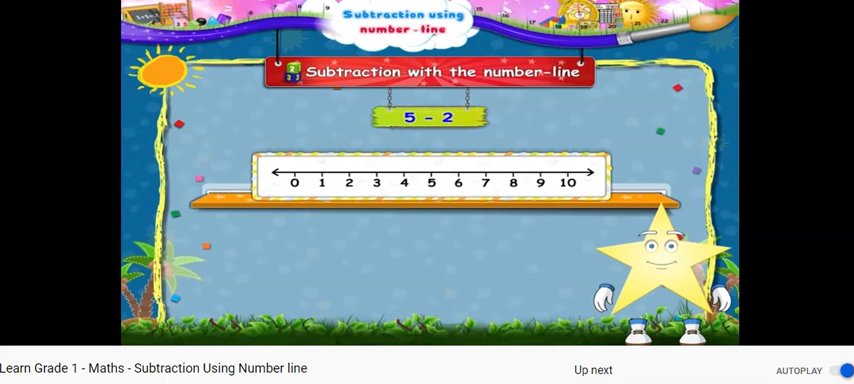 Subtraction using
number - line
Subtraction with the number-line
5 - 2
0 1 2 3 4 5 6 7 8 9 10
Learn Grade 1 - Maths - Subtraction Using Number line
Up next
AUTOPLAY